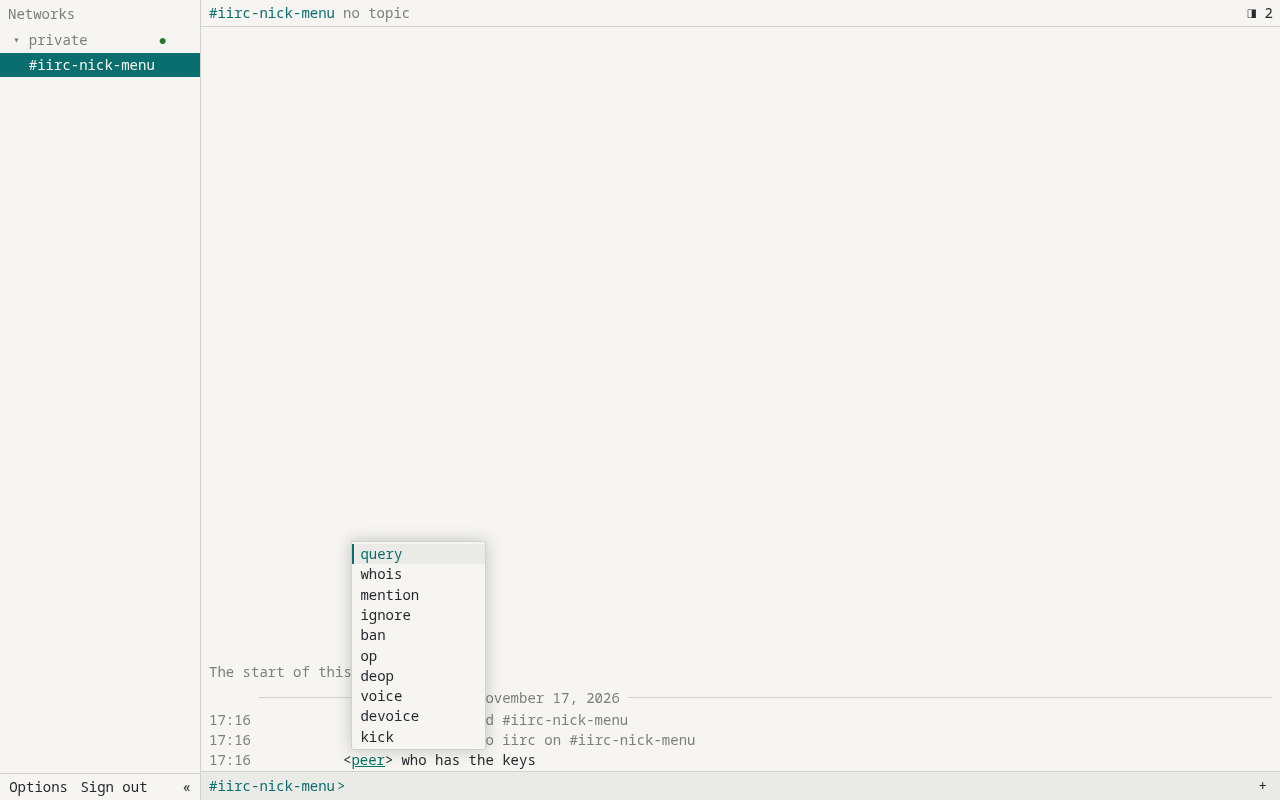 Networks
▾ private ●
#iirc-nick-menu
Options Sign out «
#iirc-nick-menu no topic
◨ 2
query
whois
mention
ignore
ban
op
deop
voice
devoice
kick
The start of this
November 17, 2026
17:16 d #iirc-nick-menu
17:16 o iirc on #iirc-nick-menu
17:16 <peer> who has the keys
#iirc-nick-menu> +